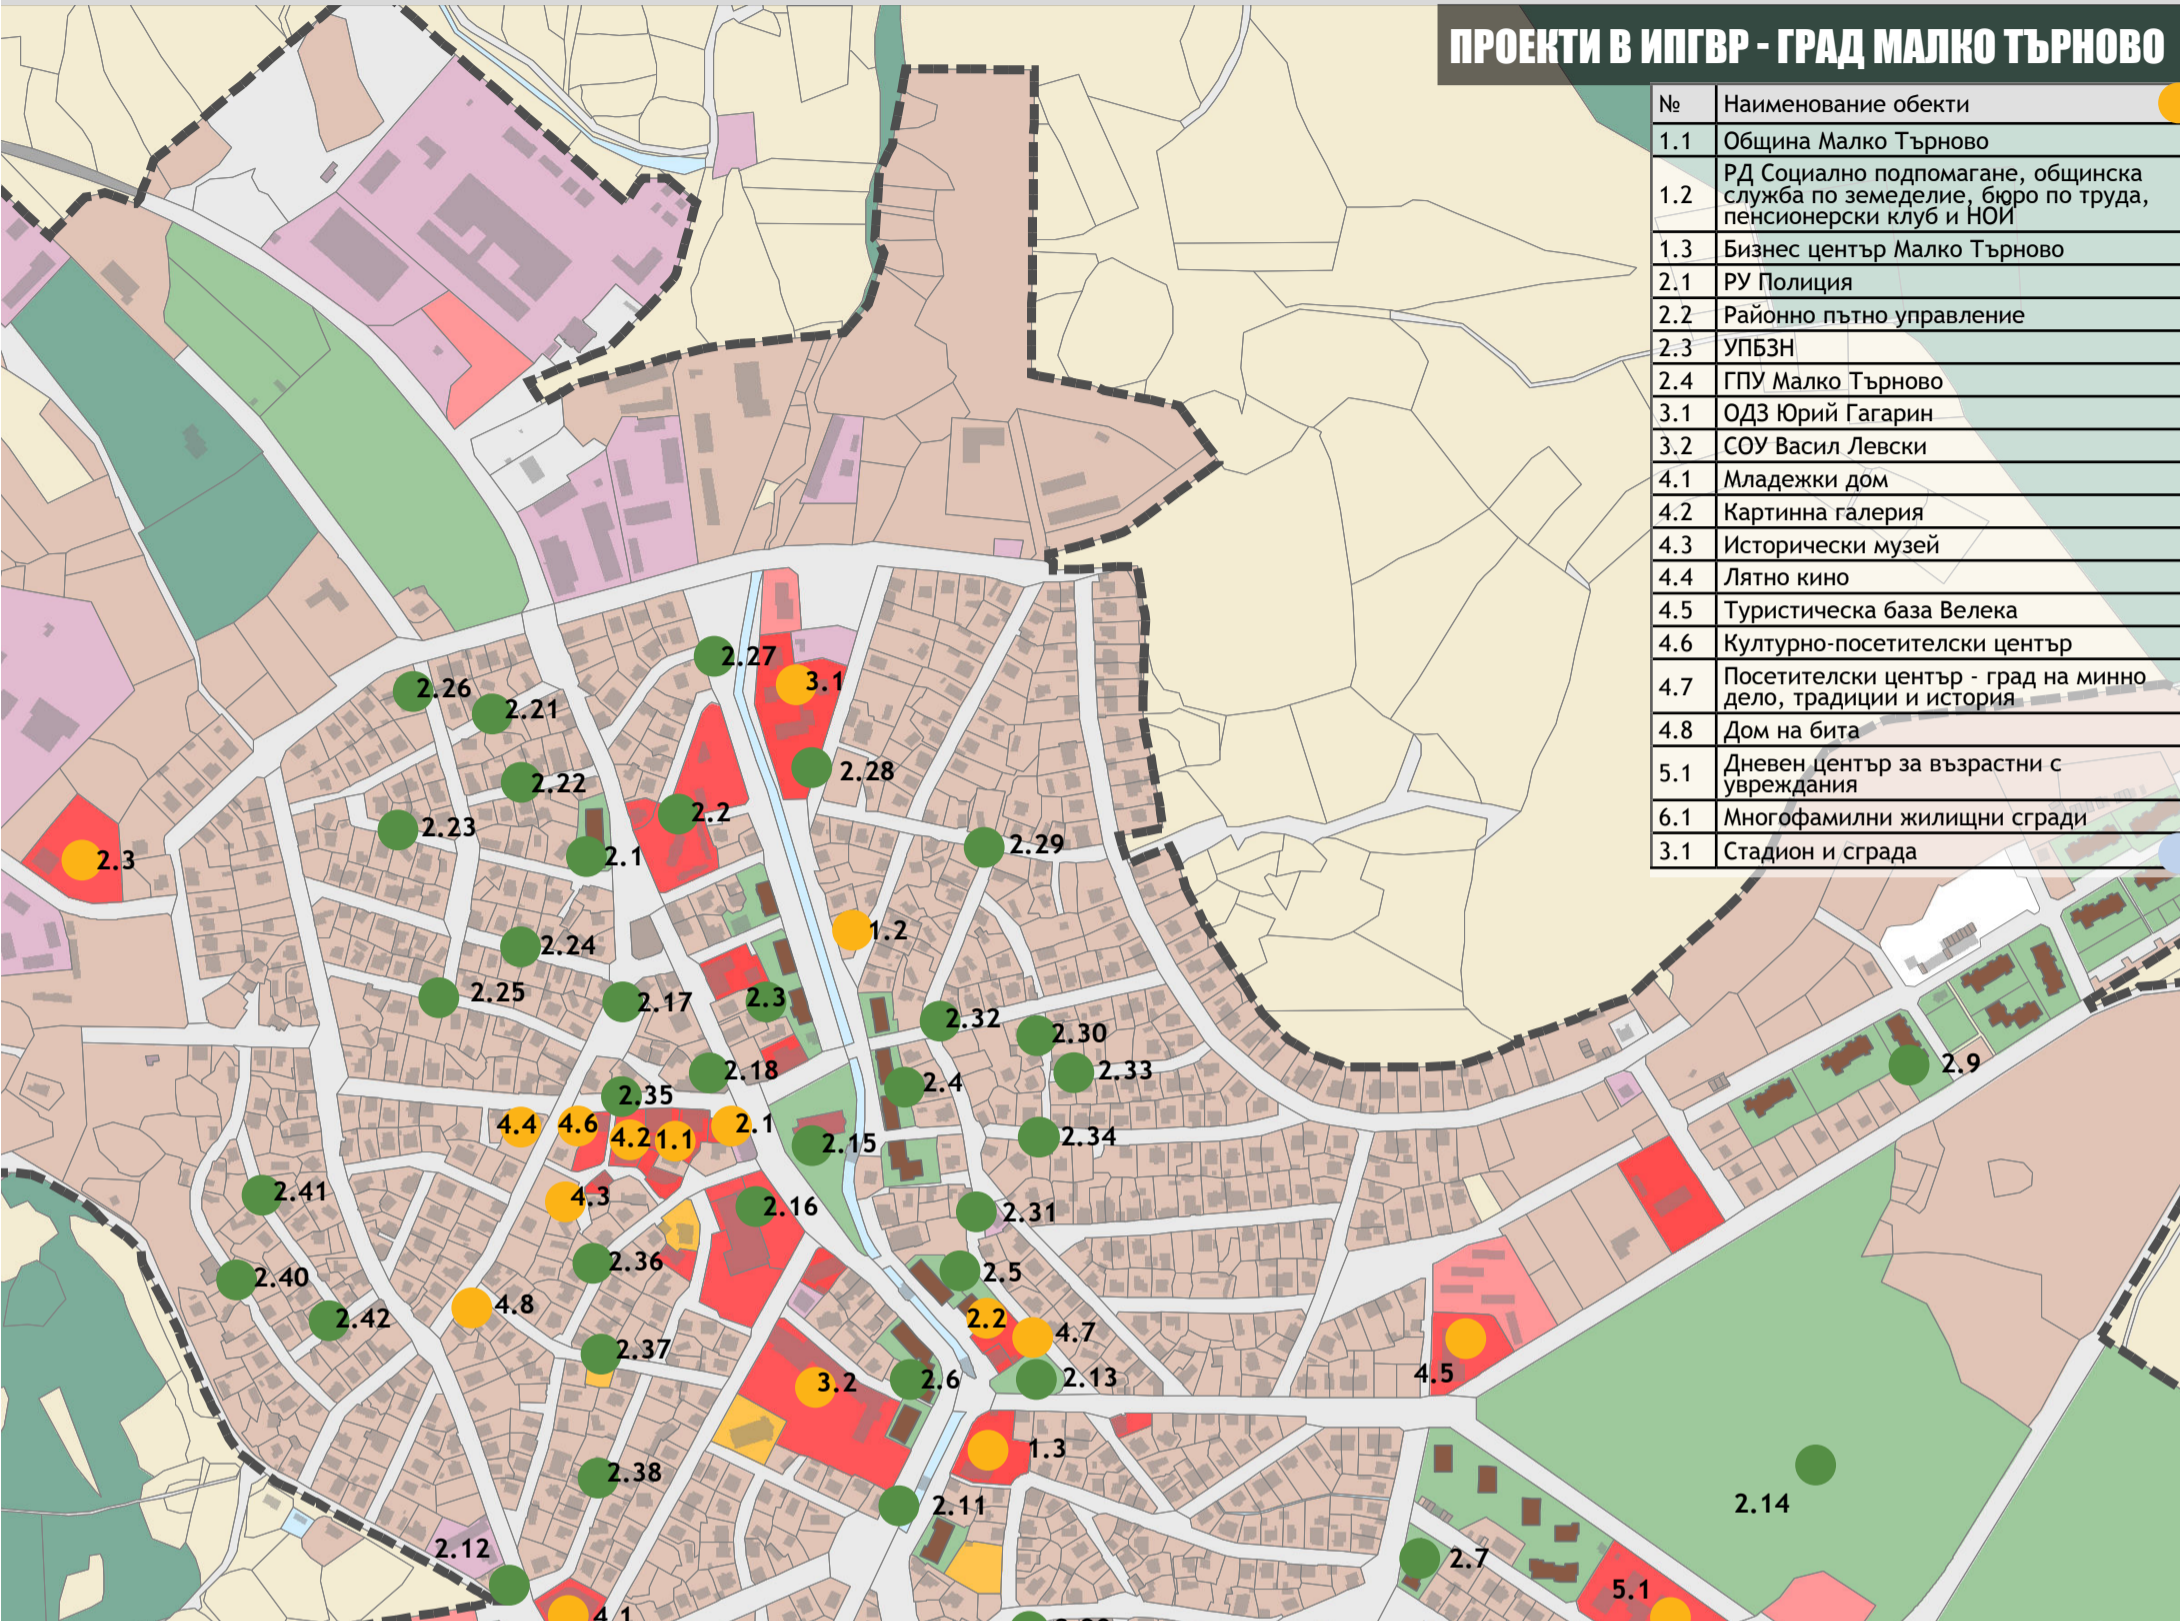 ПРОЕКТИ В ИПГВР - ГРАД МАЛКО ТЪРНОВО
№ Наименование обекти
1.1 Община Малко Търново
1.2 РД Социално подпомагане, общинска
служба по земеделие, бюро по труда,
пенсионерски клуб и НОЙ
1.3 Бизнес център Малко Търново
2.1 РУ Полиция
2.2 Районно пътно управление
2.3 УПБЗН
2.4 ГПУ Малко Търново
3.1 ОДЗ Юрий Гагарин
3.2 СОУ Васил Левски
4.1 Младежки дом
4.2 Картинна галерия
4.3 Исторически музей
4.4 Лятно кино
4.5 Туристическа база Велека
4.6 Културно-посетителски център
4.7 Посетителски център - град на минно
дело, традиции и история
4.8 Дом на бита
5.1 Дневен център за възрастни с
увреждания
6.1 Многофамилни жилищни сгради
3.1 Стадион и сграда
2.27
3.1
2.26
2.21
2.28
2.22
2.2
2.23
2.1
2.29
2.3
1.2
2.24
2.25
2.17
2.3
2.32
2.30
2.18
2.33
2.9
2.4
2.35
4.4
4.6
4.2
1.1
2.1
2.15
2.34
2.41
4.3
2.16
2.31
2.36
2.40
2.5
4.8
2.42
2.2
4.7
2.37
4.5
3.2
2.6
2.13
1.3
2.38
2.11
2.14
2.12
2.7
5.1
4.1